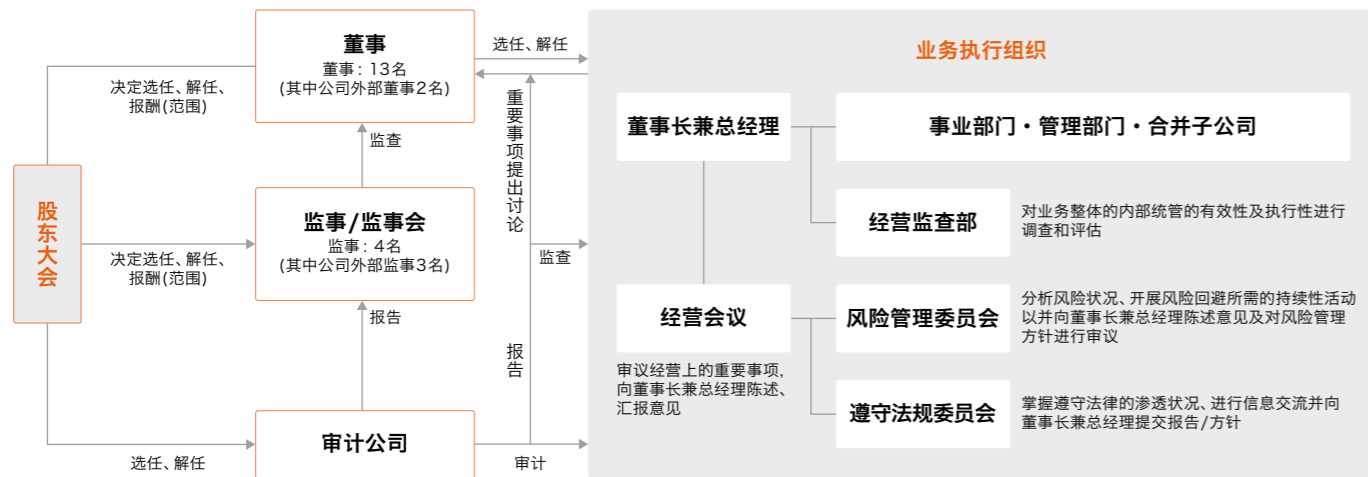 股东大会
决定选任、解任、
报酬(范围)
决定选任、解任、
报酬(范围)
选任、解任
董事
董事：13名
(其中公司外部董事2名)
监查
监事/监事会
监事：4名
(其中公司外部监事3名)
报告
审计公司
选任、解任
重要事项提出讨论
监查
报告
审计
业务执行组织
董事长兼总经理
事业部门・管理部门・合并子公司
经营监查部
对业务整体的内部统管的有效性及执行性进行
调查和评估
经营会议
审议经营上的重要事项,
向董事长兼总经理陈述、
汇报意见
风险管理委员会
分析风险状况、开展风险回避所需的持续性活动
以并向董事长兼总经理陈述意见及对风险管理
方针进行审议
遵守法规委员会
掌握遵守法律的渗透状况、进行信息交流并向
董事长兼总经理提交报告/方针